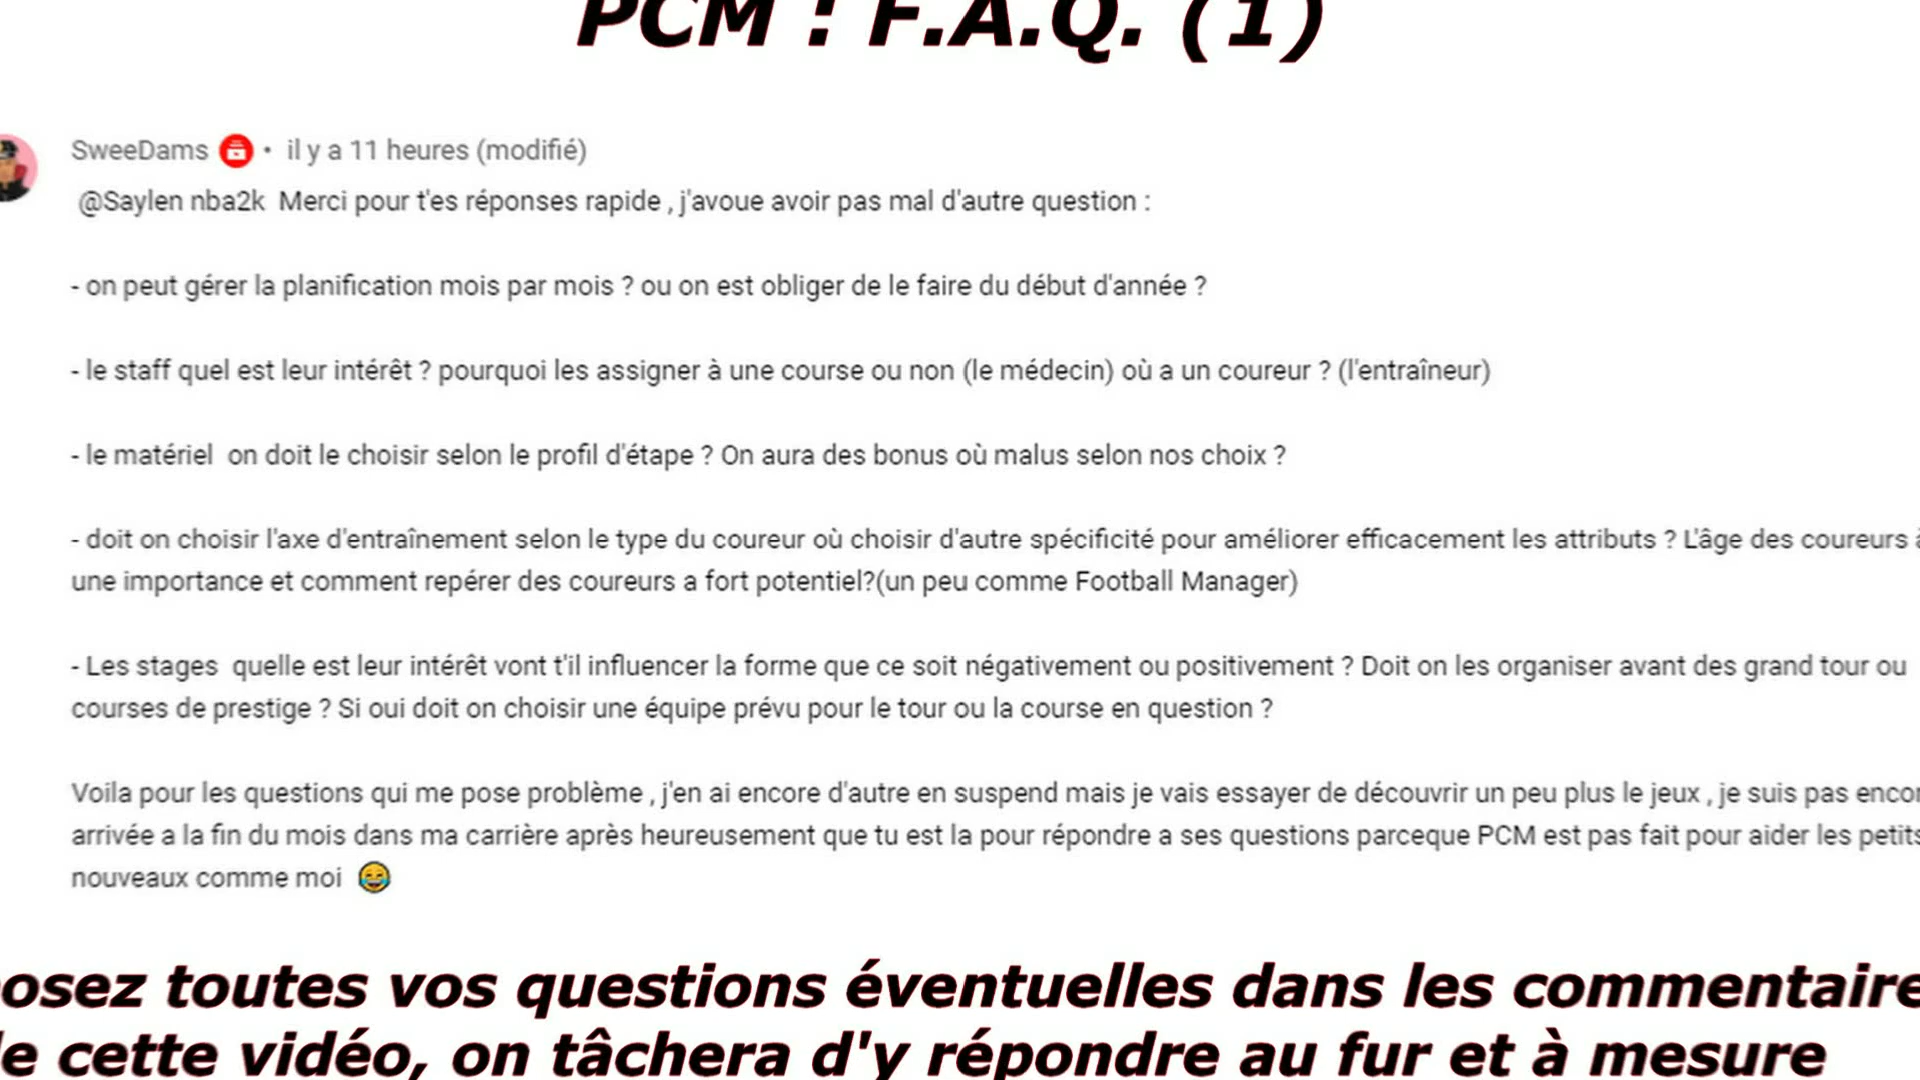 PCM : F.A.Q. (1)
SweeDams • il y a 11 heures (modifié)
@Saylen nba2k Merci pour t'es réponses rapide , j'avoue avoir pas mal d'autre question :
- on peut gérer la planification mois par mois ? ou on est obliger de le faire du début d'année ?
- le staff quel est leur intérêt ? pourquoi les assigner à une course ou non (le médecin) où a un coureur ? (l'entraîneur)
- le matériel on doit le choisir selon le profil d'étape ? On aura des bonus où malus selon nos choix ?
- doit on choisir l'axe d'entraînement selon le type du coureur où choisir d'autre spécificité pour améliorer efficacement les attributs ? L'âge des coureurs à
une importance et comment repérer des coureurs a fort potentiel?(un peu comme Football Manager)
- Les stages quelle est leur intérêt vont t'il influencer la forme que ce soit négativement ou positivement ? Doit on les organiser avant des grand tour ou
courses de prestige ? Si oui doit on choisir une équipe prévu pour le tour ou la course en question ?
Voila pour les questions qui me pose problème , j'en ai encore d'autre en suspend mais je vais essayer de découvrir un peu plus le jeux , je suis pas encor
arrivée a la fin du mois dans ma carrière après heureusement que tu est la pour répondre a ses questions parceque PCM est pas fait pour aider les petits
nouveaux comme moi 😂
osez toutes vos questions éventuelles dans les commentaire
e cette vidéo, on tâchera d'y répondre au fur et à mesure